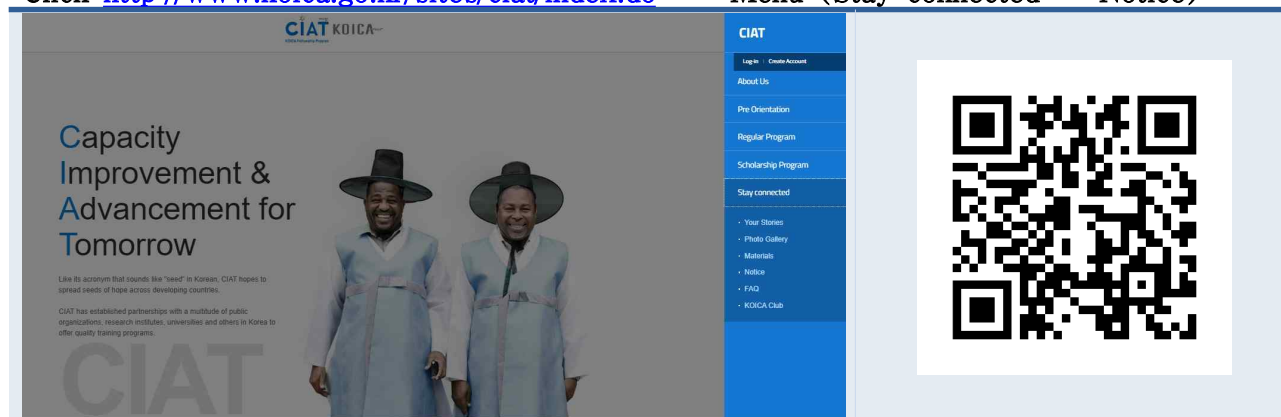 Click http://www.koica.go.kr/sites/ciat/index.do → Menu (Stay connected → Notice)
CIAT KOICA
CIAT
Log-in | Create Account
About Us
Pre Orientation
Regular Program
Scholarship Program
Stay connected
· Your Stories
· Photo Gallery
· Materials
· Notice
· FAQ
· KOICA Club
Capacity
Improvement &
Advancement for
Tomorrow
Like its acronym that sounds like "seed" in Korean, CIAT hopes to
spread seeds of hope across developing countries.
CIAT has established partnerships with a multitude of public
organizations, research institutes, universities and others in Korea to
offer quality training programs.
CIAT